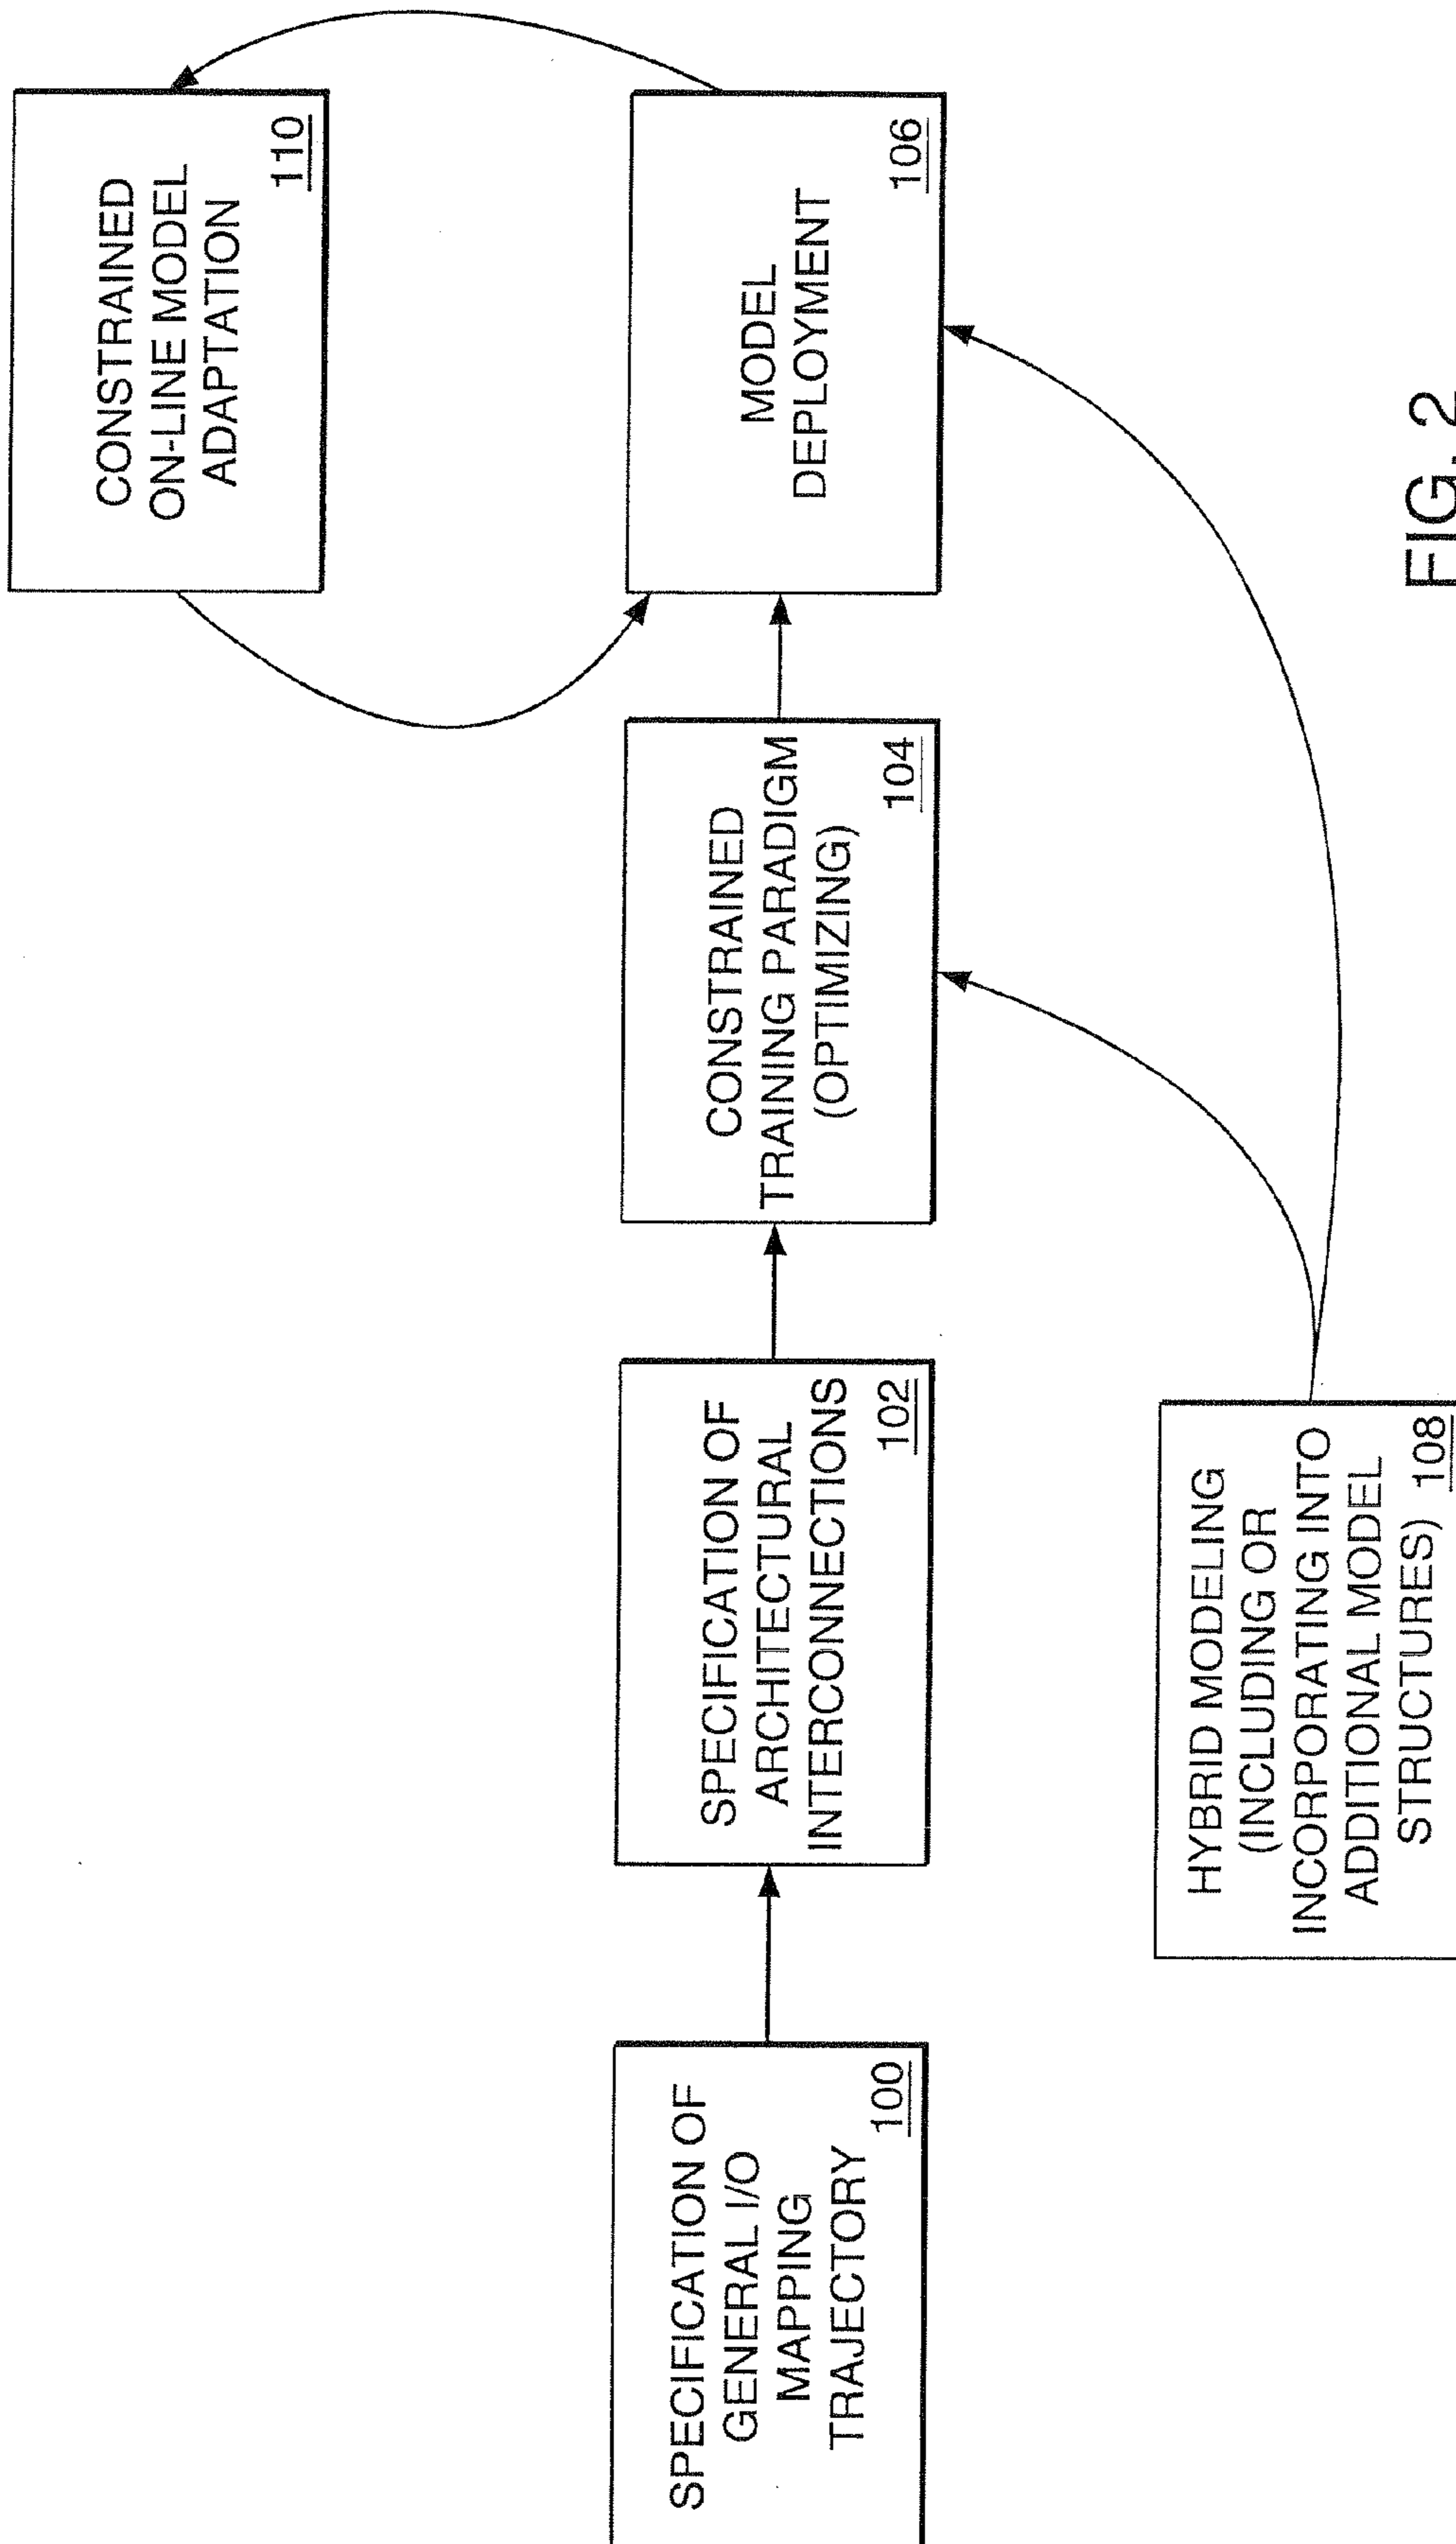 CONSTRAINED
ON-LINE MODEL
ADAPTATION
110
SPECIFICATION OF
GENERAL I/O
MAPPING
TRAJECTORY
100
SPECIFICATION OF
ARCHITECTURAL
INTERCONNECTIONS
102
CONSTRAINED
TRAINING PARADIGM
(OPTIMIZING)
104
MODEL
DEPLOYMENT
106
HYBRID MODELING
(INCLUDING OR
INCORPORATING INTO
ADDITIONAL MODEL
STRUCTURES) 108
FIG. 2